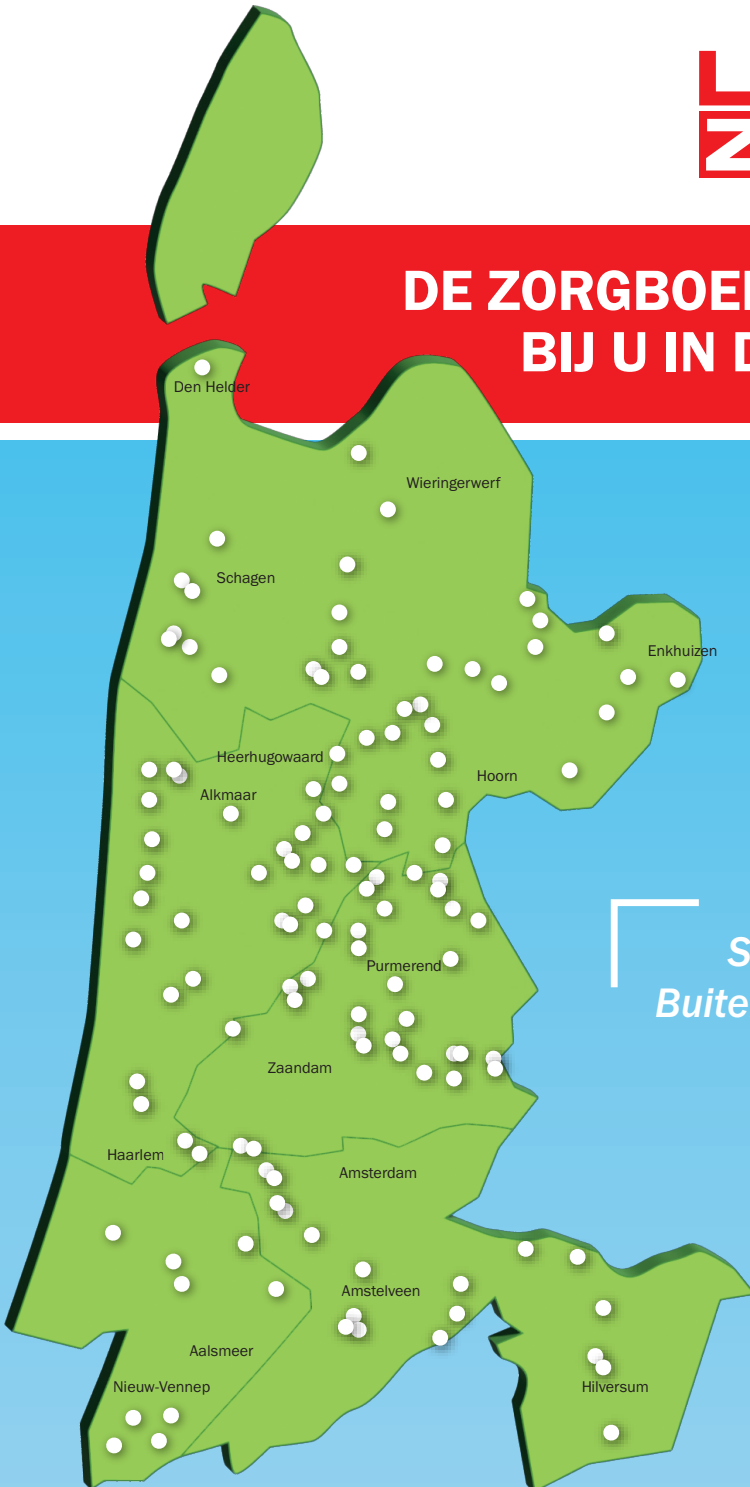 DE ZORGBOE
BIJ U IN D
Den Helder
Wieringerwerf
Schagen
Enkhuizen
Heerhugowaard
Hoorn
Alkmaar
S
Purmerend
Buite
Zaandam
Haarlem
Amsterdam
Amstelveen
Aalsmeer
Nieuw-Vennep
Hilversum